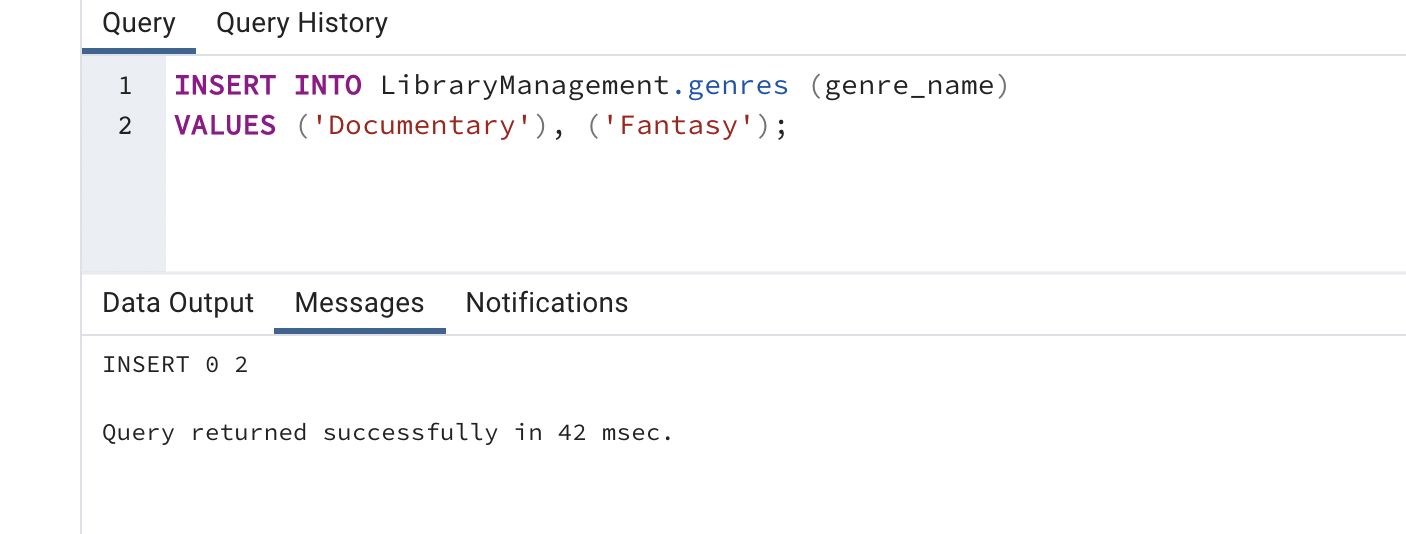 Query Query History
1 INSERT INTO LibraryManagement.genres (genre_name)
2 VALUES ('Documentary'), ('Fantasy');
Data Output Messages Notifications
INSERT 0 2
Query returned successfully in 42 msec.